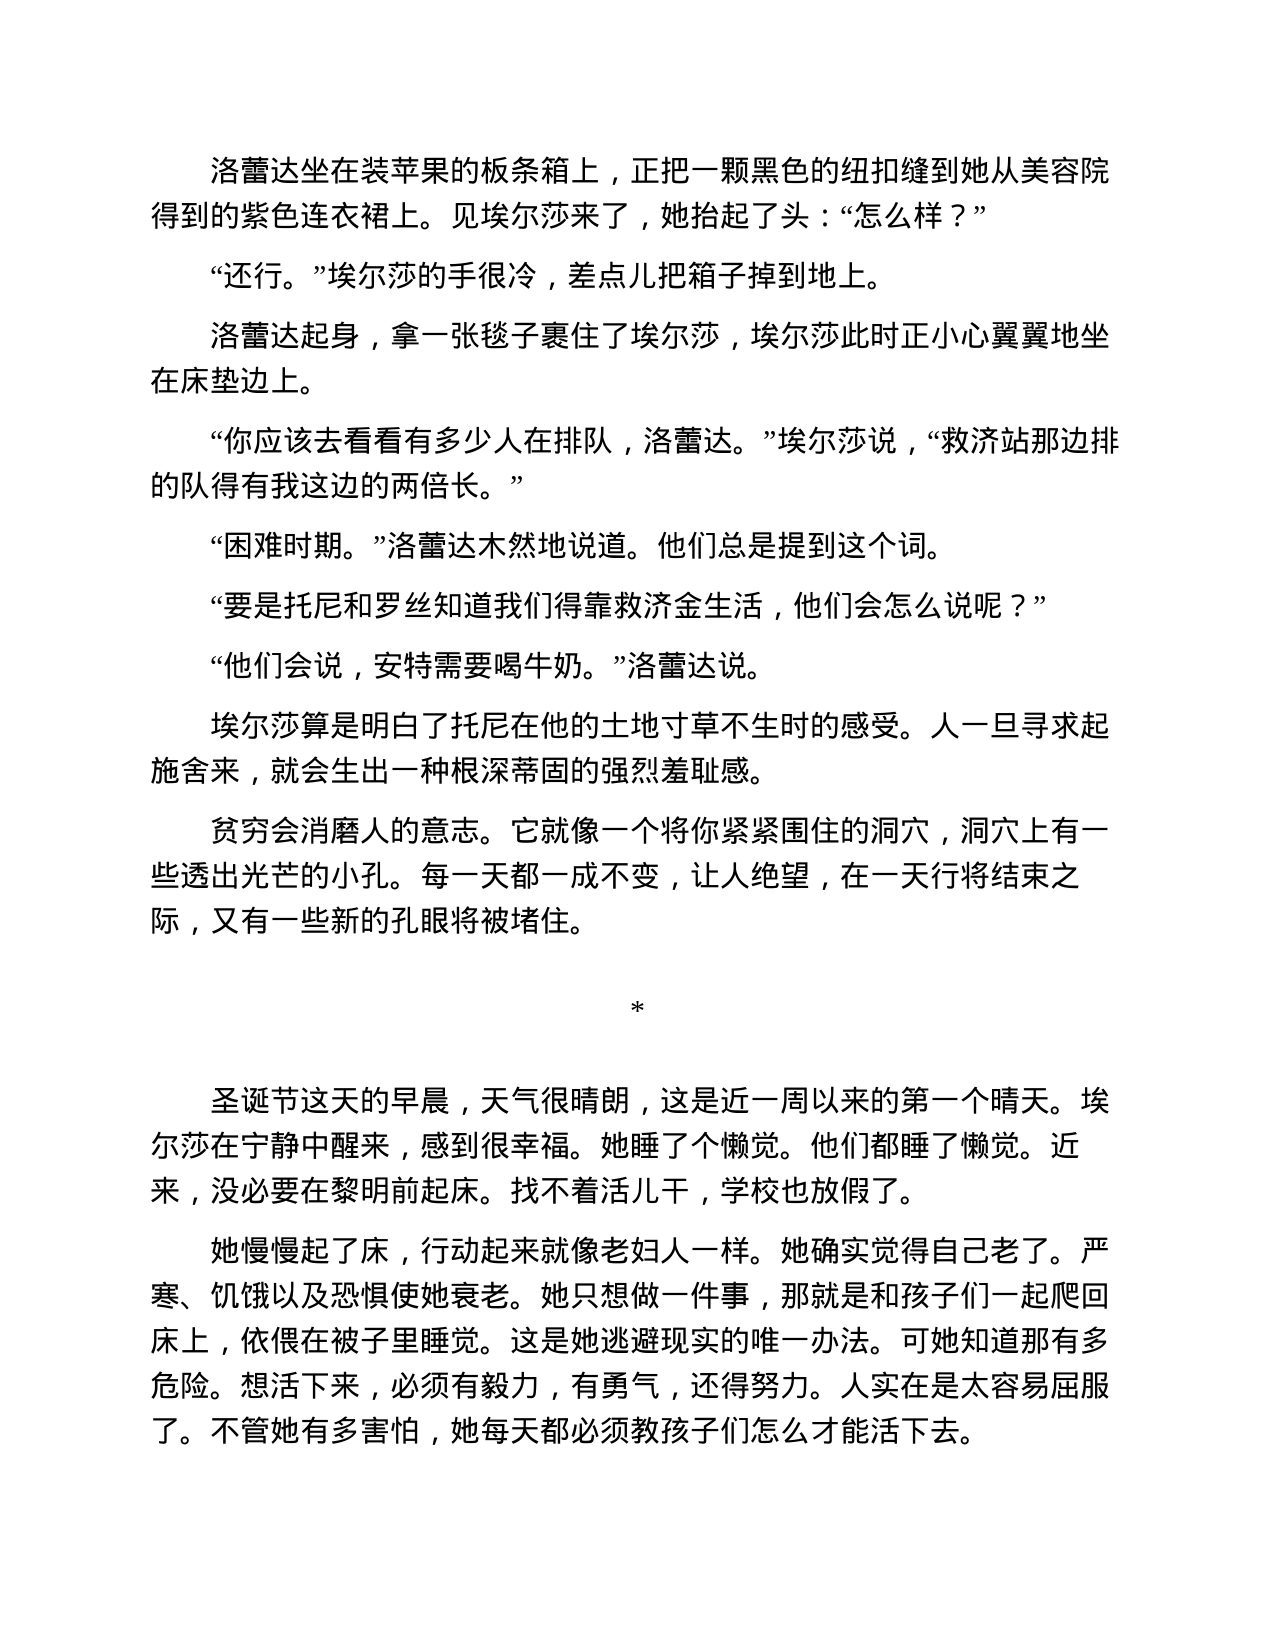 洛蕾达坐在装苹果的板条箱上，正把一颗黑色的纽扣缝到她从美容院
得到的紫色连衣裙上。见埃尔莎来了，她抬起了头：“怎么样？”
“还行。”埃尔莎的手很冷，差点儿把箱子掉到地上。
洛蕾达起身，拿一张毯子裹住了埃尔莎，埃尔莎此时正小心翼翼地坐
在床垫边上。
“你应该去看看有多少人在排队，洛蕾达。”埃尔莎说，“救济站那边排
的队得有我这边的两倍长。”
“困难时期。”洛蕾达木然地说道。他们总是提到这个词。
“要是托尼和罗丝知道我们得靠救济金生活，他们会怎么说呢？”
“他们会说，安特需要喝牛奶。”洛蕾达说。
埃尔莎算是明白了托尼在他的土地寸草不生时的感受。人一旦寻求起
施舍来，就会生出一种根深蒂固的强烈羞耻感。
贫穷会消磨人的意志。它就像一个将你紧紧围住的洞穴，洞穴上有一
些透出光芒的小孔。每一天都一成不变，让人绝望，在一天行将结束之
际，又有一些新的孔眼将被堵住。
*
圣诞节这天的早晨，天气很晴朗，这是近一周以来的第一个晴天。埃
尔莎在宁静中醒来，感到很幸福。她睡了个懒觉。他们都睡了懒觉。近
来，没必要在黎明前起床。找不着活儿干，学校也放假了。
她慢慢起了床，行动起来就像老妇人一样。她确实觉得自己老了。严
寒、饥饿以及恐惧使她衰老。她只想做一件事，那就是和孩子们一起爬回
床上，依偎在被子里睡觉。这是她逃避现实的唯一办法。可她知道那有多
危险。想活下来，必须有毅力，有勇气，还得努力。人实在是太容易屈服
了。不管她有多害怕，她每天都必须教孩子们怎么才能活下去。